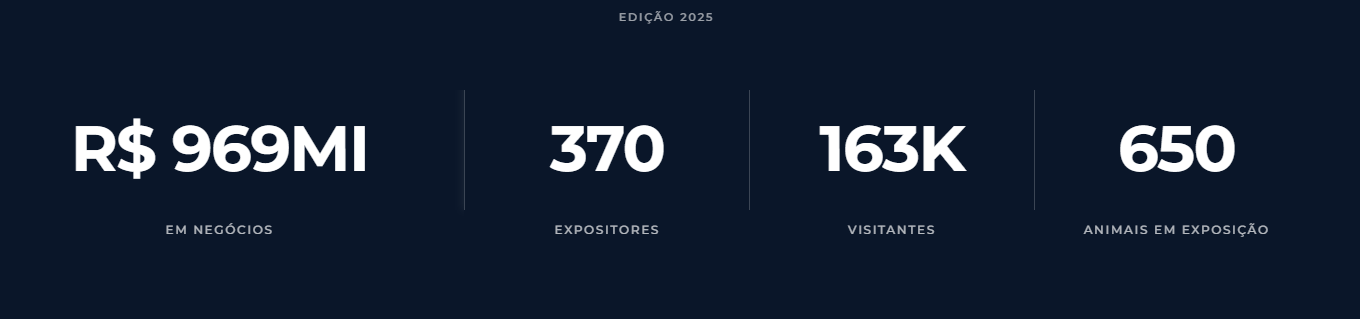 EDIÇÃO 2025
R$ 969MI
EM NEGÓCIOS
370
EXPOSITORES
163K
VISITANTES
650
ANIMAIS EM EXPOSIÇÃO